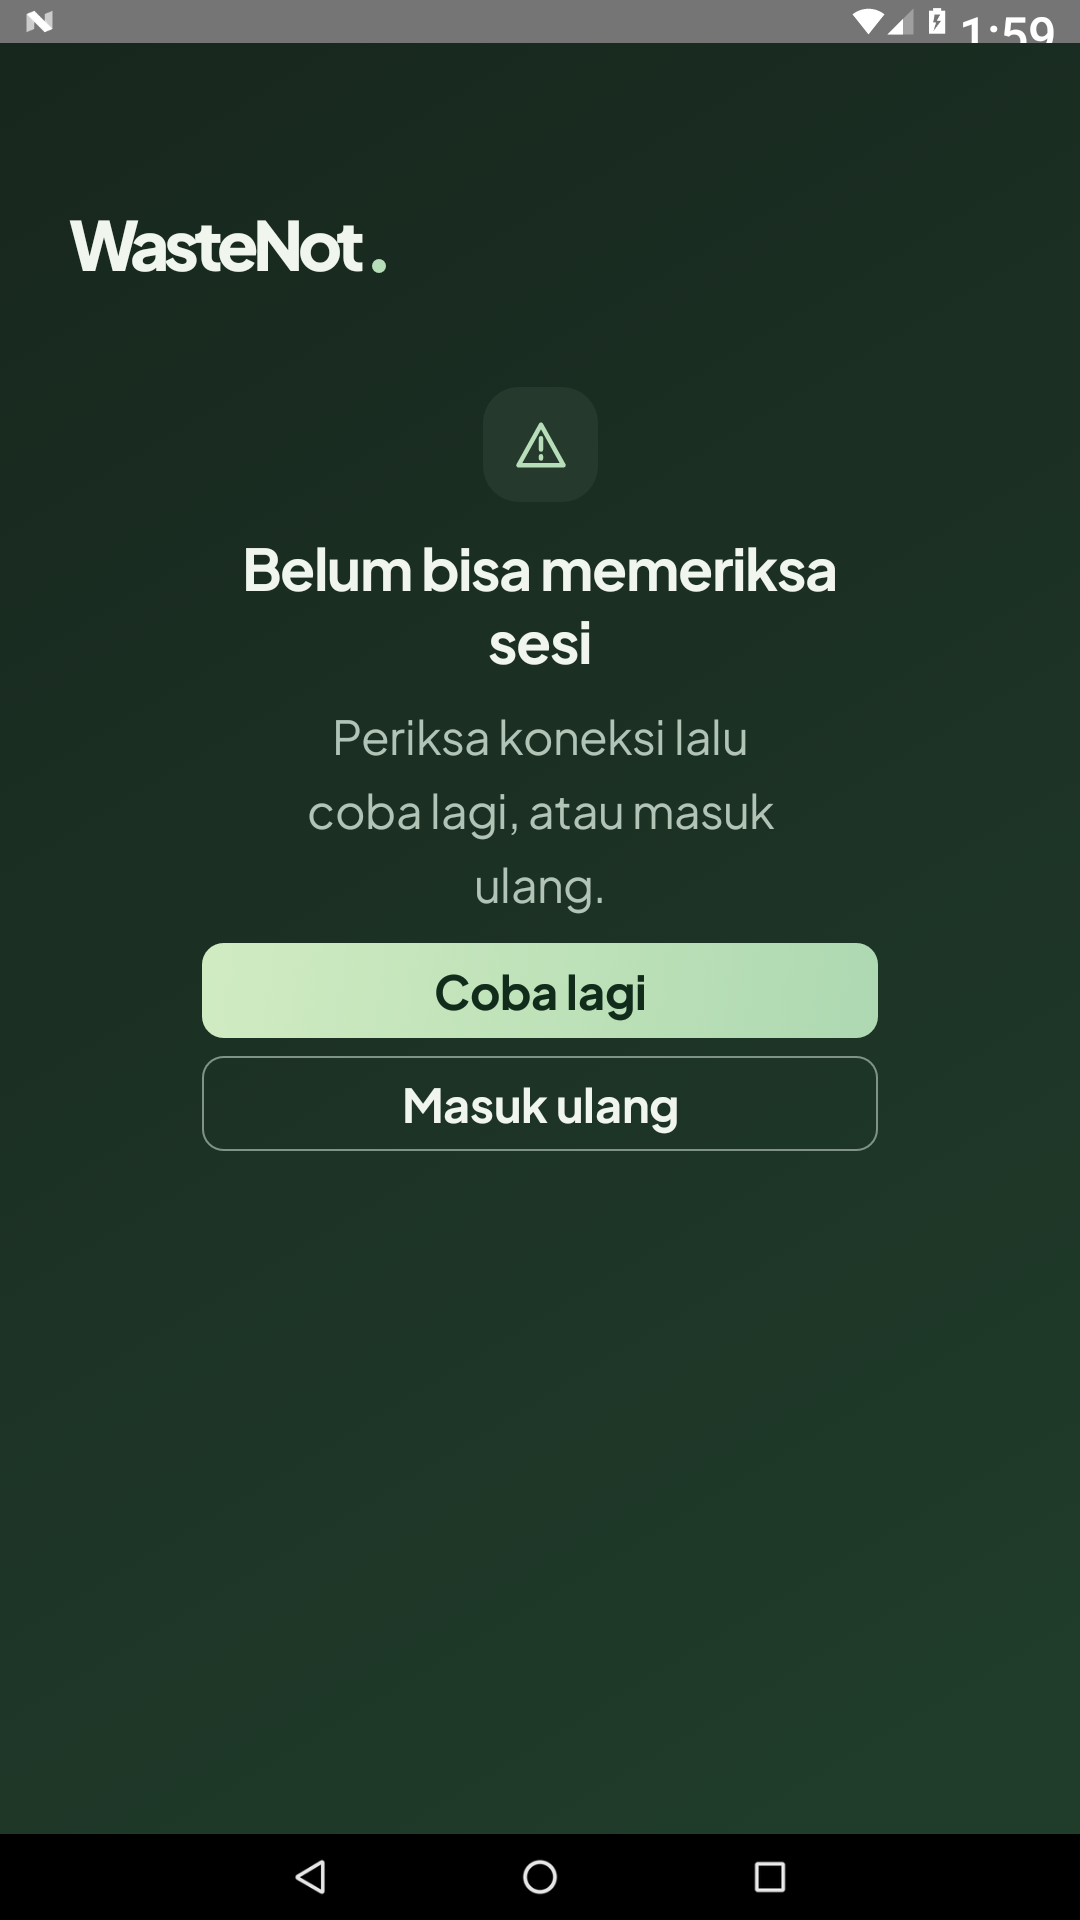 1:59
WasteNot.
Belum bisa memeriksa
sesi
Periksa koneksi lalu
coba lagi, atau masuk
ulang.
Coba lagi
Masuk ulang